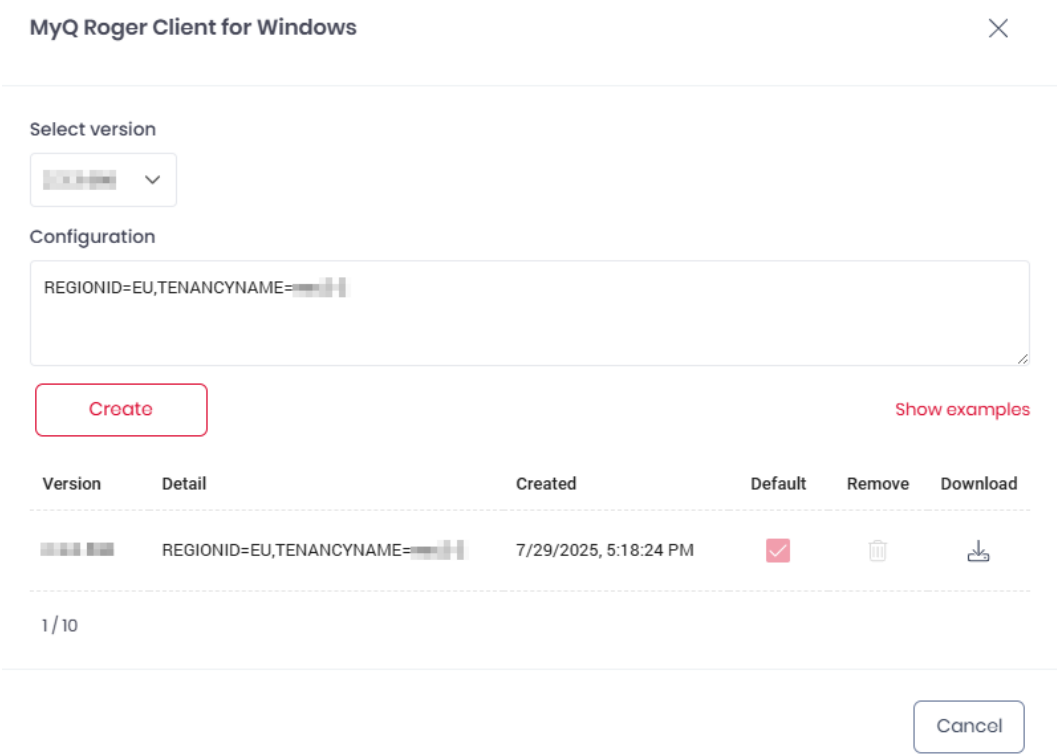 MyQ Roger Client for Windows
Select version
Configuration
REGIONID=EU,TENANCYNAME=
Create
Show examples
Version Detail Created Default Remove Download
REGIONID=EU,TENANCYNAME= 7/29/2025, 5:18:24 PM
1 / 10
Cancel